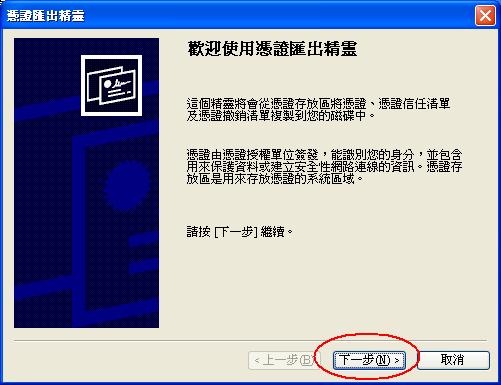 憑證匯出精靈
歡迎使用憑證匯出精靈
這個精靈將會從憑證存放區將憑證、憑證信任清單
及憑證撤銷清單複製到您的磁碟中。
憑證由憑證授權單位簽發，能識別您的身分，並包含
用來保護資料或建立安全性網路連線的資訊。憑證存
放區是用來存放憑證的系統區域。
請按 [下一步] 繼續。
< 上一步(B)
下一步(N) >
取消